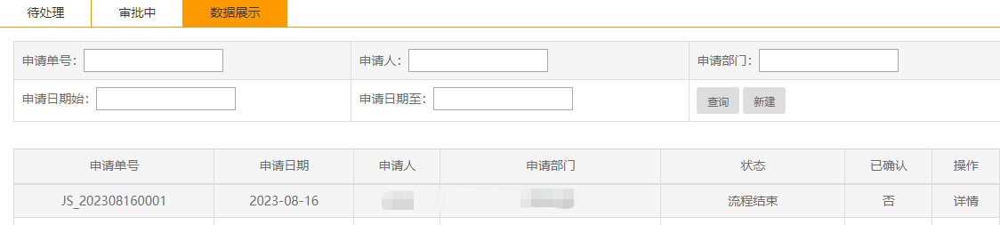 待处理 审批中 数据展示
申请单号： 申请人： 申请部门：
申请日期始： 申请日期至： 查询 新建
申请单号 申请日期 申请人 申请部门 状态 已确认 操作
JS_202308160001 2023-08-16 流程结束 否 详情